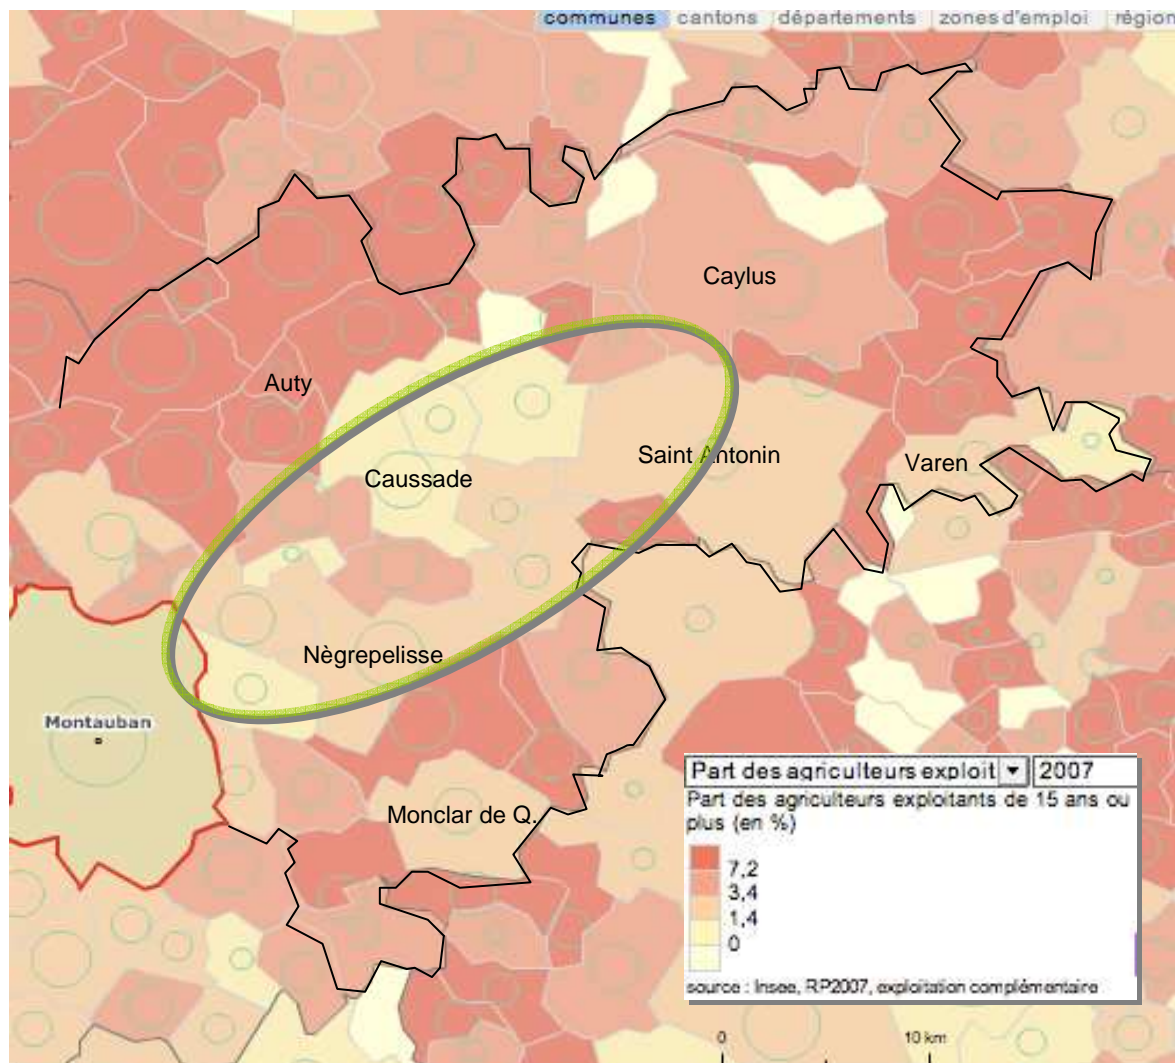 communes cantons départements zones d'emploi région
Caylus
Auty
Saint Antonin
Varen
Caussade
Nègrepelisse
Montauban
Monclar de Q.
Part des agriculteurs exploit 2007
Part des agriculteurs exploitants de 15 ans ou
plus (en %)
7,2
3,4
1,4
0
source : Insee, RP2007, exploitation complémentaire
0 10 km